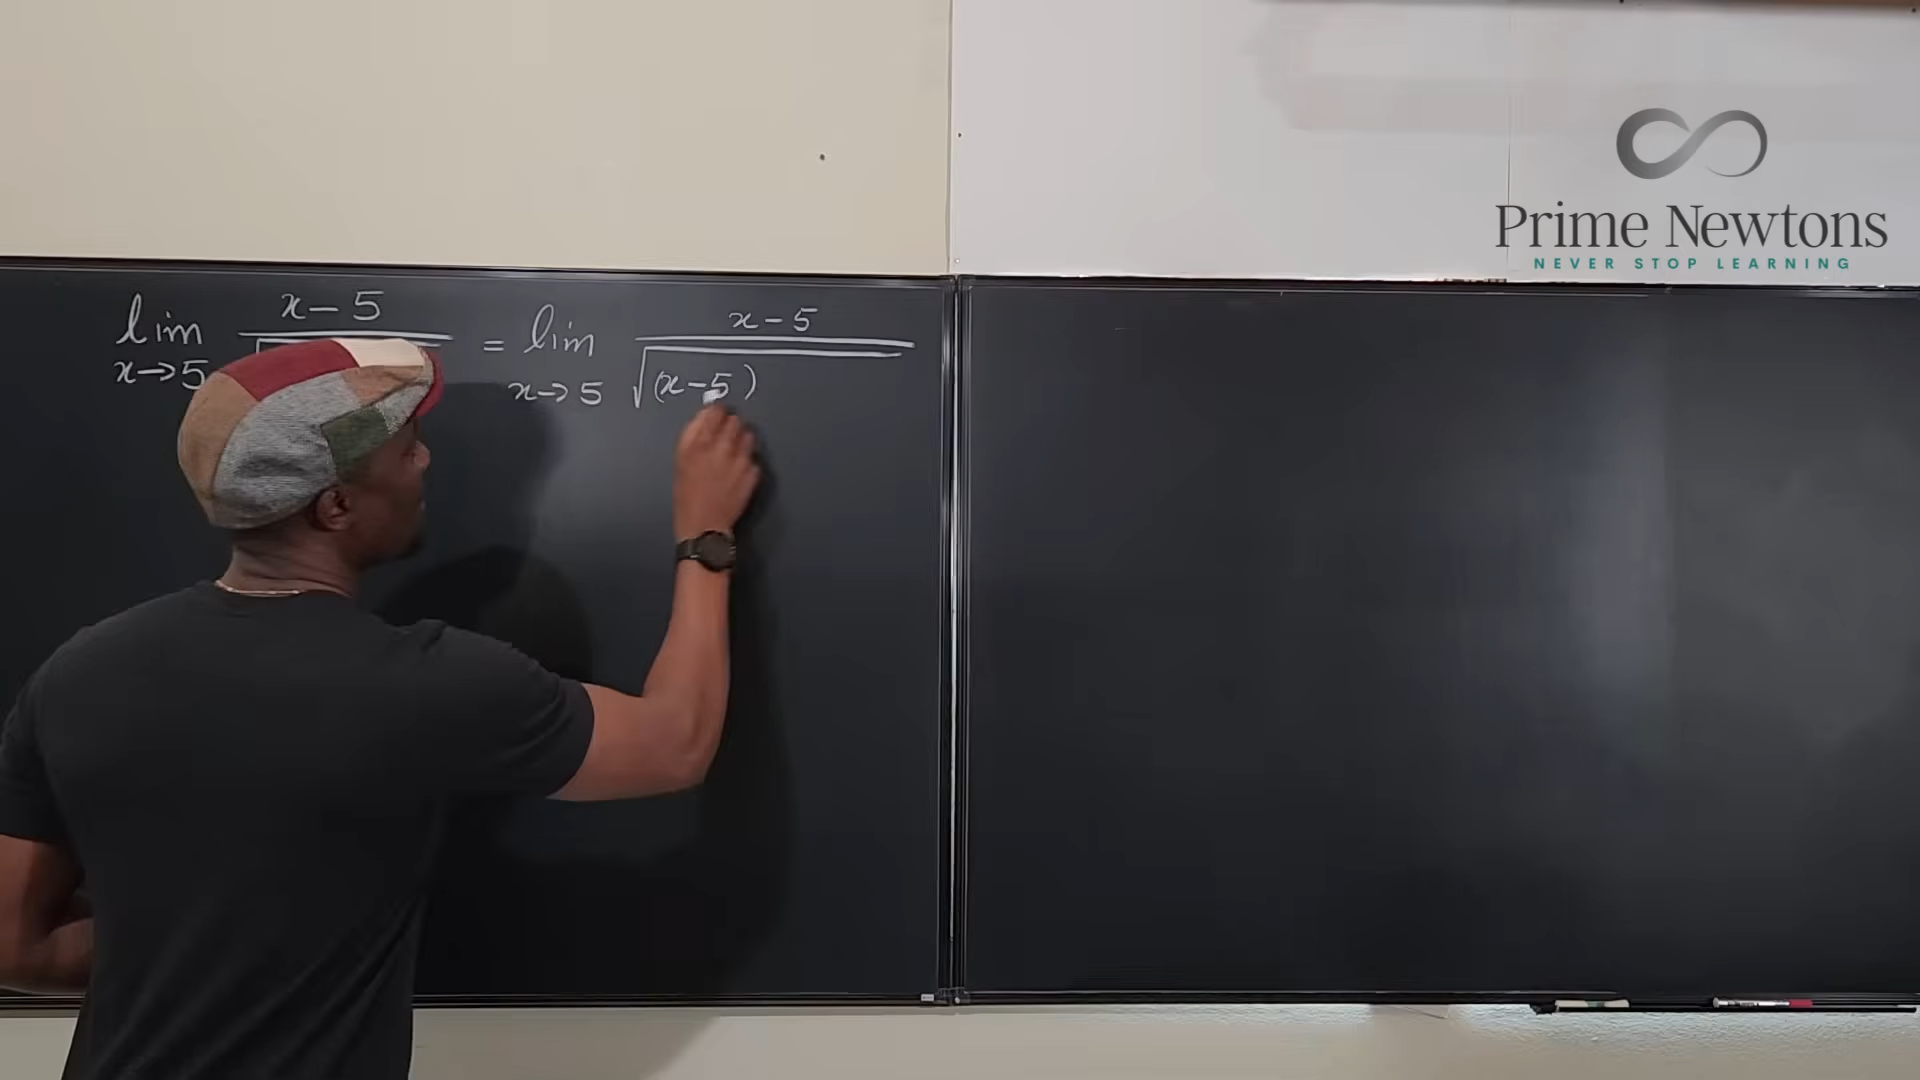 Prime Newtons
NEVER STOP LEARNING
x - 5 x - 5
lim = lim
x→5 x→5 √(x-5)